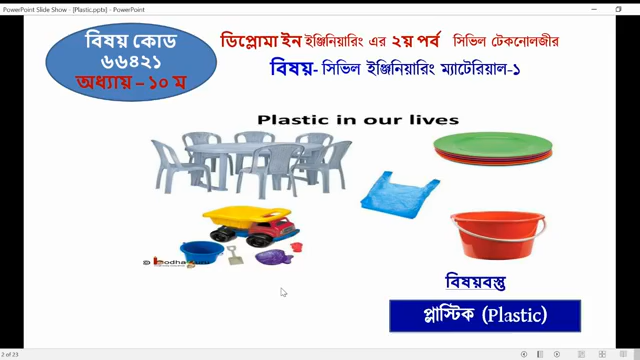 PowerPoint Slide Show - [Plastic.pptx] - PowerPoint
বিষয় কোড
৬৬৪২১
অধ্যায় – ১০ ম
ডিপ্লোমা ইন ইঞ্জিনিয়ারিং এর ২য় পর্ব সিভিল টেকনোলজীর
বিষয়- সিভিল ইঞ্জিনিয়ারিং ম্যাটেরিয়াল-১
Plastic in our lives
বিষয়বস্তু
প্লাস্টিক (Plastic)
2 of 23